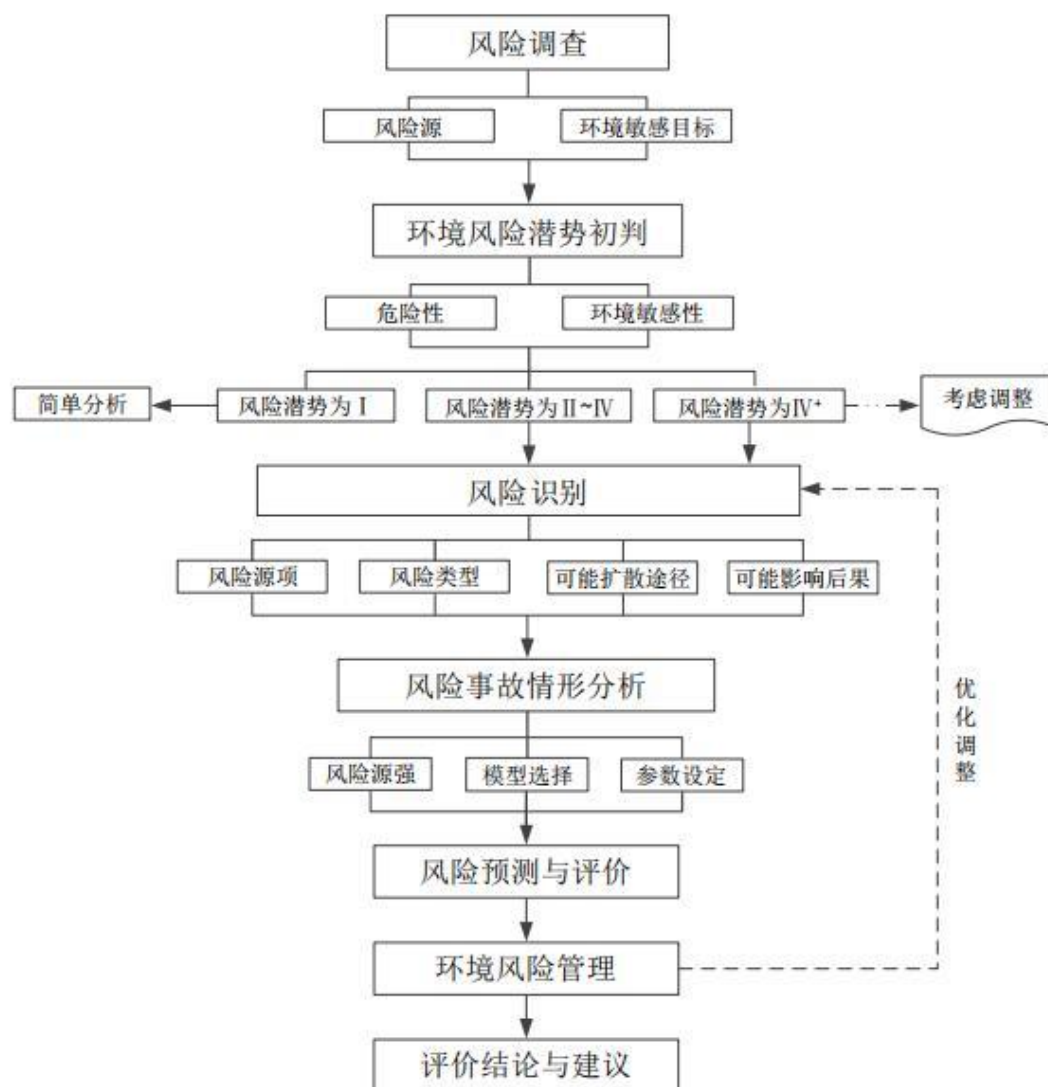 风险调查
风险源
环境敏感目标
环境风险潜势初判
危险性
环境敏感性
简单分析
风险潜势为Ⅰ
风险潜势为Ⅱ~Ⅳ
风险潜势为Ⅳ⁺
考虑调整
风险识别
风险源项
风险类型
可能扩散途径
可能影响后果
风险事故情形分析
优化调整
风险源强
模型选择
参数设定
风险预测与评价
环境风险管理
评价结论与建议